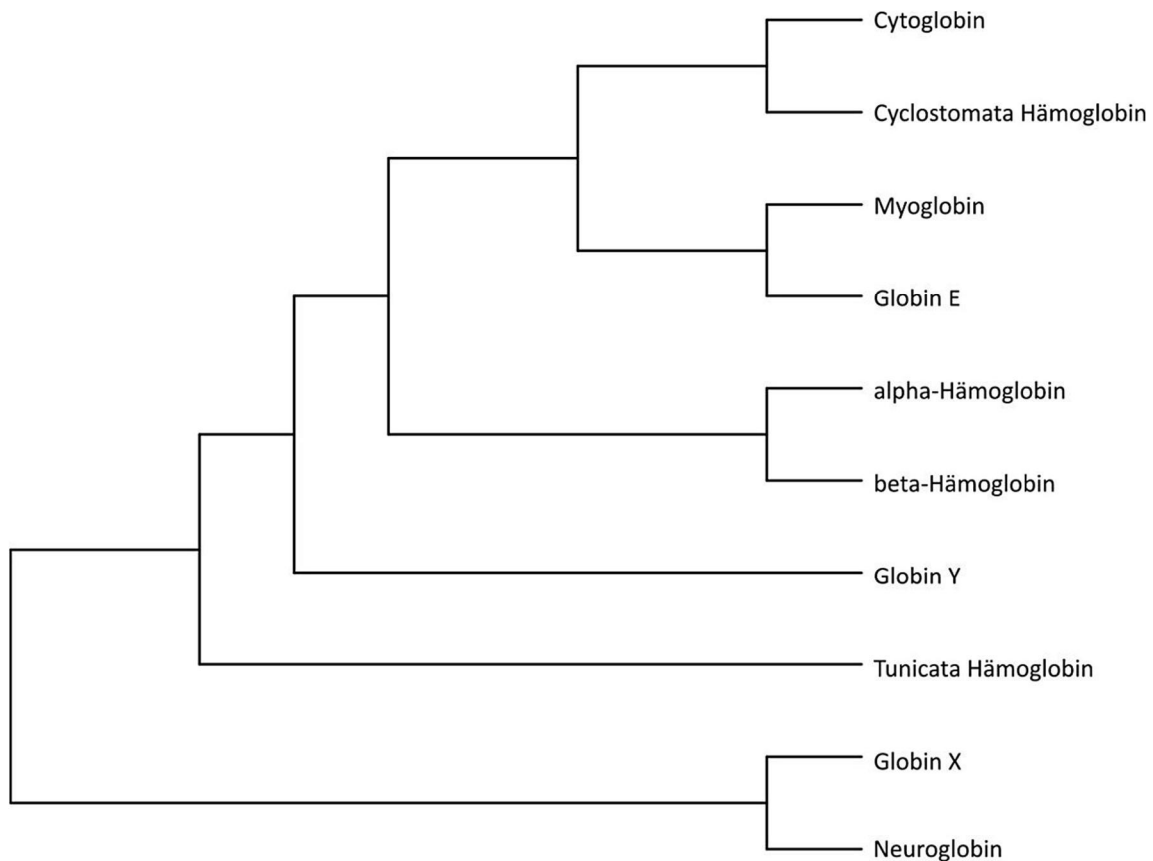 Cytoglobin
Cyclostomata Hämoglobin
Myoglobin
Globin E
alpha-Hämoglobin
beta-Hämoglobin
Globin Y
Tunicata Hämoglobin
Globin X
Neuroglobin